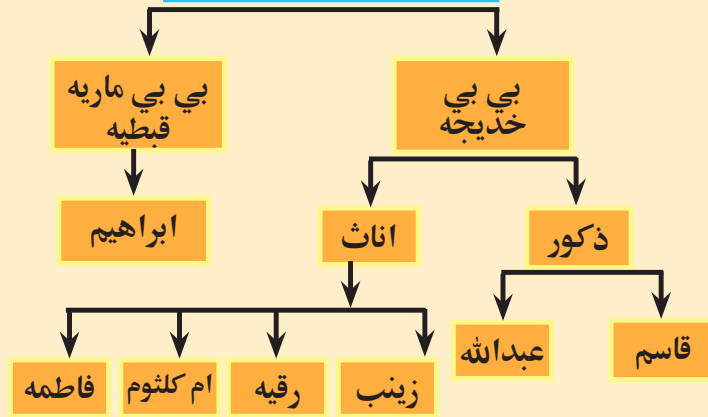 بي بي
خديجه
بي بي ماريه
قبطيه
ذكور
اناث
ابراهيم
قاسم
عبدالله
زينب
رقيه
ام كلثوم
فاطمه